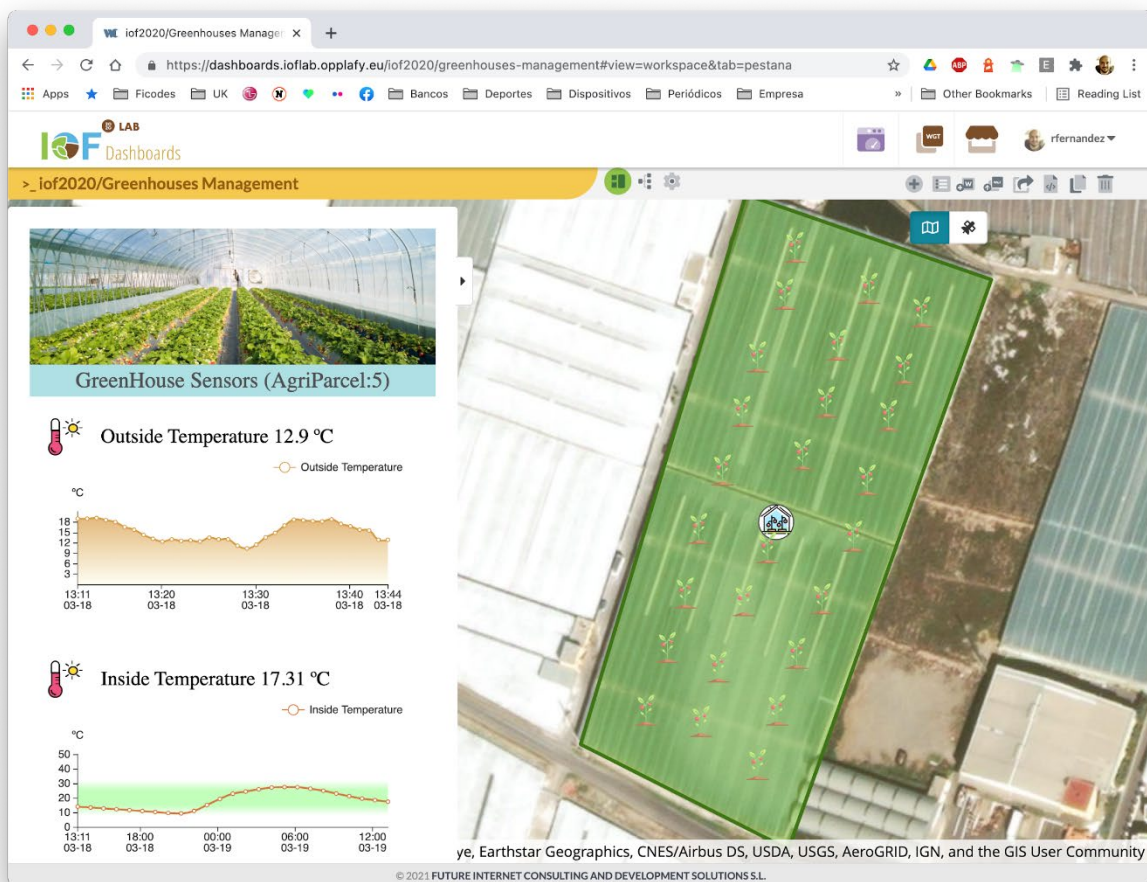 iof2020/Greenhouses Manager
https://dashboards.ioflab.opplafy.eu/iof2020/greenhouses-management#view=workspace&tab=pestana
ABP
E
Apps Ficodes UK N Bancos Deportes Dispositivos Periódicos Empresa » Other Bookmarks Reading List
IOF LAB
Dashboards
WGT
rfernandez
>_ iof2020/Greenhouses Management
GreenHouse Sensors (AgriParcel:5)
Outside Temperature 12.9 ºC
Outside Temperature
ºC
18
15
12
9
6
3
13:11 13:20 13:30 13:40 13:44
03-18 03-18 03-18 03-18 03-18
Inside Temperature 17.31 ºC
Inside Temperature
50
40
30
20
10
0
13:11 18:00 00:00 06:00 12:00
03-18 03-18 03-19 03-19 03-19
ye, Earthstar Geographics, CNES/Airbus DS, USDA, USGS, AeroGRID, IGN, and the GIS User Community
© 2021 FUTURE INTERNET CONSULTING AND DEVELOPMENT SOLUTIONS S.L.